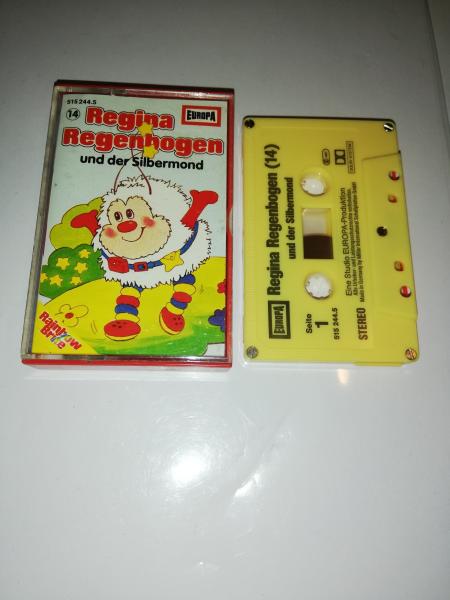 515 244.5
14 Regina
Regenbogen
und der Silbermond
EUROPA
Rainbow
Brite
EUROPA
Regina Regenbogen (14)
und der Silbermond
Seite
1
515 244.5
Eine Studio EUROPA-Produktion
STEREO